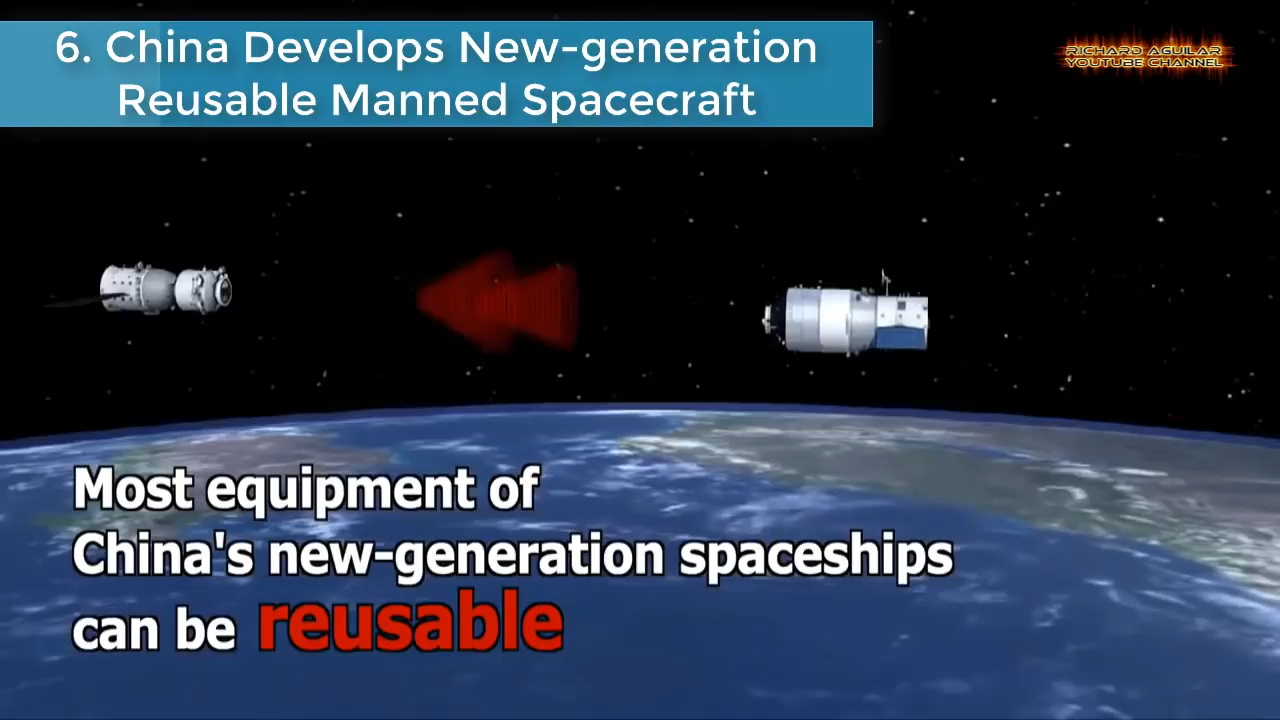 6. China Develops New-generation
Reusable Manned Spacecraft
RICHARD AGUILAR
YOUTUBE CHANNEL
Most equipment of
China's new-generation spaceships
can be reusable